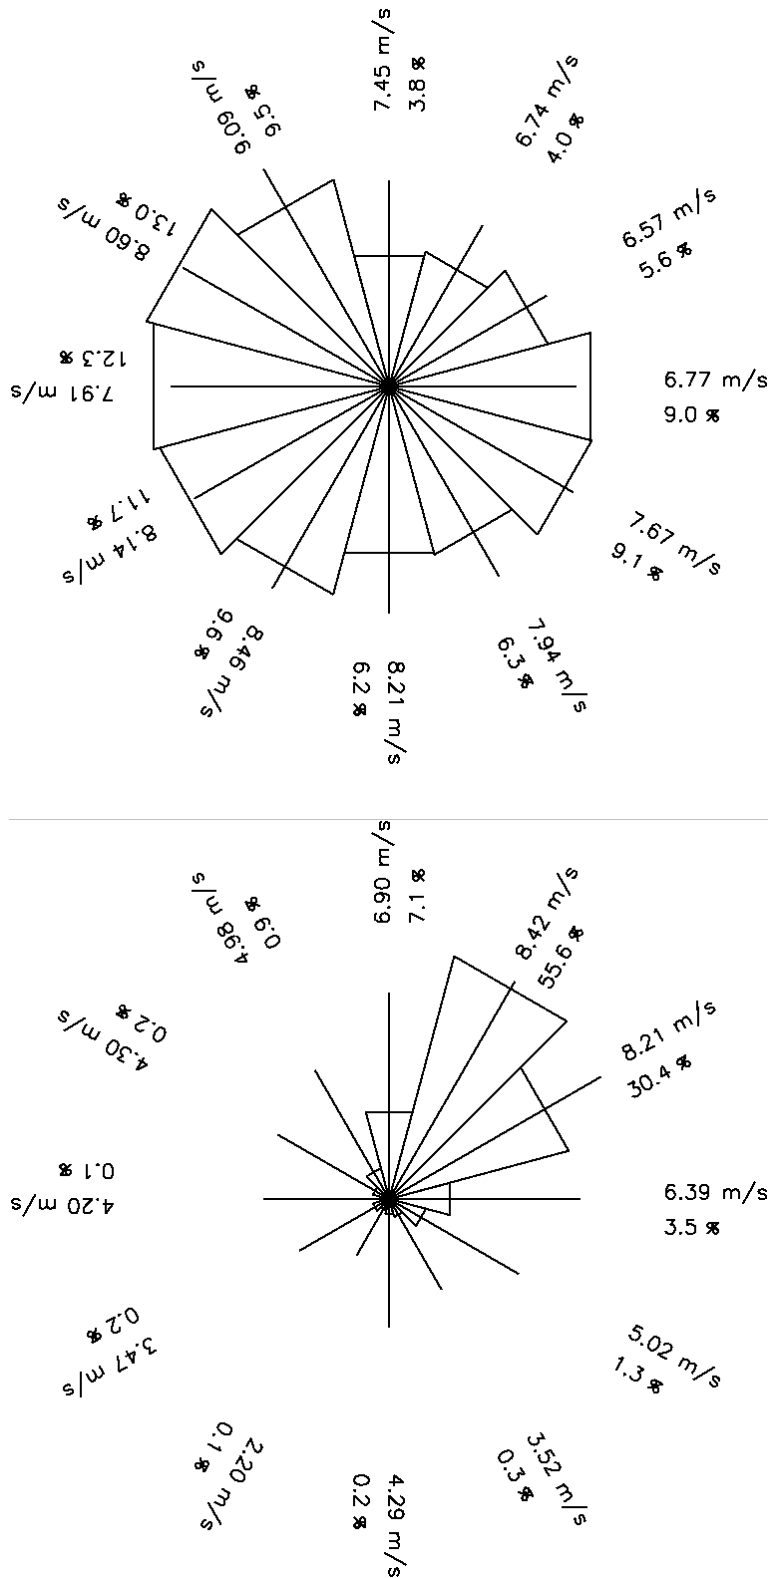 7.45 m/s
3.8 %
6.74 m/s
4.0 %
6.57 m/s
5.6 %
6.77 m/s
9.0 %
7.67 m/s
9.1 %
7.94 m/s
6.3 %
8.21 m/s
6.2 %
8.46 m/s
9.6 %
8.14 m/s
11.7 %
7.91 m/s
12.3 %
8.60 m/s
13.0 %
9.09 m/s
9.5 %
6.90 m/s
7.1 %
8.42 m/s
55.6 %
8.21 m/s
30.4 %
6.39 m/s
3.5 %
5.02 m/s
1.3 %
3.52 m/s
0.3 %
4.29 m/s
0.2 %
2.20 m/s
0.1 %
3.47 m/s
0.2 %
4.20 m/s
0.1 %
4.30 m/s
0.2 %
4.98 m/s
0.9 %